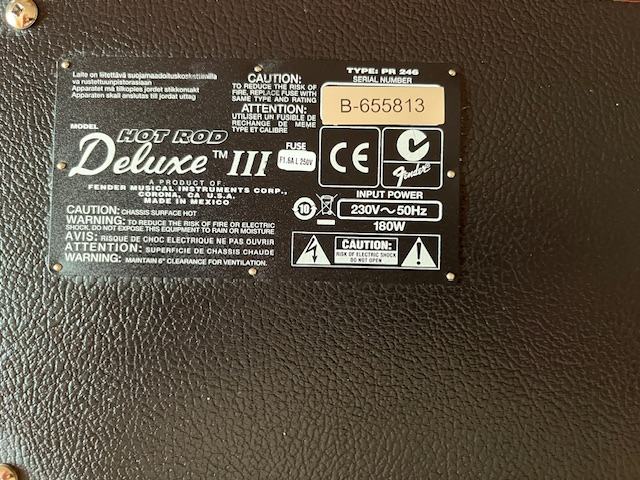 Laite on liitettävä suojamaadoituskoskettimilla
va rustettuunpistorasiaan
Apparatet må tilkoples jordet stikkontakt
Apparaten skall anslutas till jordat uttag
CAUTION:
TO REDUCE THE RISK OF
FIRE, REPLACE FUSE WITH
SAME TYPE AND RATING
ATTENTION:
UTILISER UN FUSIBLE DE
RECHANGE DE MEME
TYPE ET CALIBRE
TYPE: PR 246
SERIAL NUMBER
B-655813
MODEL
HOT ROD
Deluxe™ III
FUSE
F1.6A L 250V
A PRODUCT OF
FENDER MUSICAL INSTRUMENTS CORP.,
CORONA, CA U.S.A.
MADE IN MEXICO
CE
Fender
10
INPUT POWER
230V~50Hz
180W
CAUTION: CHASSIS SURFACE HOT
WARNING: TO REDUCE THE RISK OF FIRE OR ELECTRIC
SHOCK, DO NOT EXPOSE THIS EQUIPMENT TO RAIN OR MOISTURE
AVIS: RISQUE DE CHOC ELECTRIQUE NE PAS OUVRIR
ATTENTION: SUPERFICIE DE CHASSIS CHAUDE
WARNING: MAINTAIN 6" CLEARANCE FOR VENTILATION.
CAUTION:
RISK OF ELECTRIC SHOCK
DO NOT OPEN